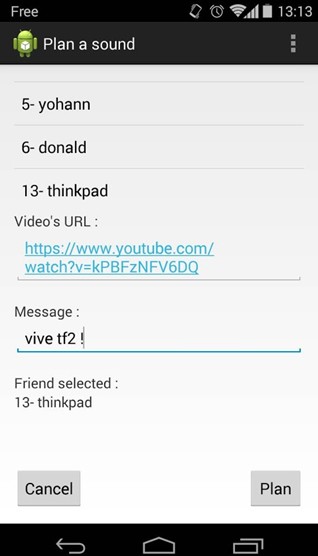 Free 13:13
Plan a sound
5- yohann
6- donald
13- thinkpad
Video's URL :
https://www.youtube.com/
watch?v=kPBFzNFV6DQ
Message :
vive tf2 !
Friend selected :
13- thinkpad
Cancel Plan